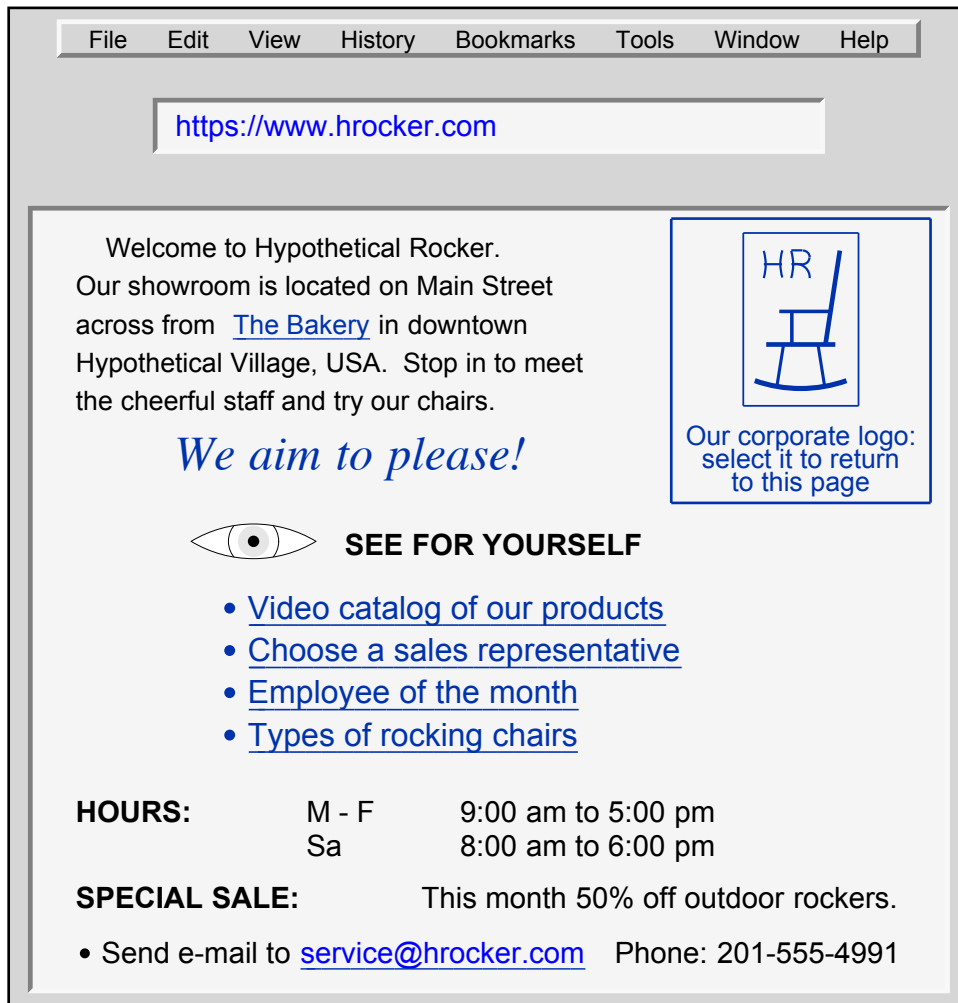 File Edit View History Bookmarks Tools Window Help
https://www.hrocker.com
Welcome to Hypothetical Rocker.
Our showroom is located on Main Street
across from The Bakery in downtown
Hypothetical Village, USA. Stop in to meet
the cheerful staff and try our chairs.
We aim to please!
HR
Our corporate logo:
select it to return
to this page
SEE FOR YOURSELF
• Video catalog of our products
• Choose a sales representative
• Employee of the month
• Types of rocking chairs
HOURS: M - F 9:00 am to 5:00 pm
Sa 8:00 am to 6:00 pm
SPECIAL SALE: This month 50% off outdoor rockers.
• Send e-mail to service@hrocker.com Phone: 201-555-4991